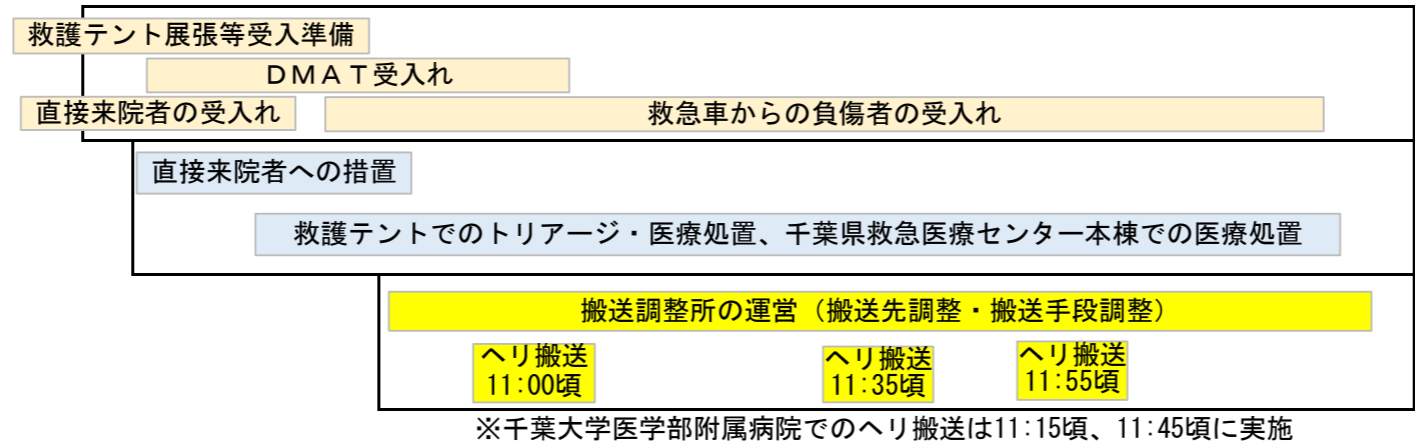 救護テント展張等受入準備
ＤＭＡＴ受入れ
直接来院者の受入れ
救急車からの負傷者の受入れ
直接来院者への措置
救護テントでのトリアージ・医療処置、千葉県救急医療センター本棟での医療処置
搬送調整所の運営（搬送先調整・搬送手段調整）
ヘリ搬送
11:00頃
ヘリ搬送
11:35頃
ヘリ搬送
11:55頃
※千葉大学医学部附属病院でのヘリ搬送は11:15頃、11:45頃に実施